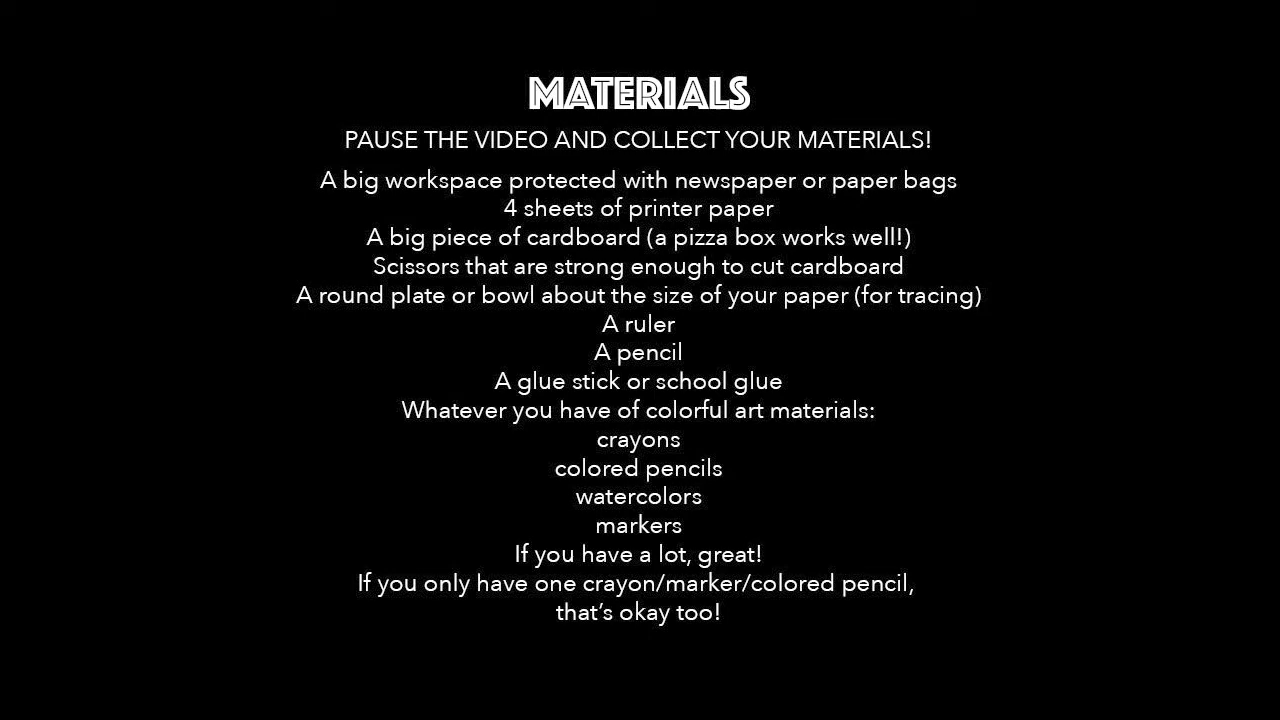 MATERIALS
PAUSE THE VIDEO AND COLLECT YOUR MATERIALS!
A big workspace protected with newspaper or paper bags
4 sheets of printer paper
A big piece of cardboard (a pizza box works well!)
Scissors that are strong enough to cut cardboard
A round plate or bowl about the size of your paper (for tracing)
A ruler
A pencil
A glue stick or school glue
Whatever you have of colorful art materials:
crayons
colored pencils
watercolors
markers
If you have a lot, great!
If you only have one crayon/marker/colored pencil,
that’s okay too!